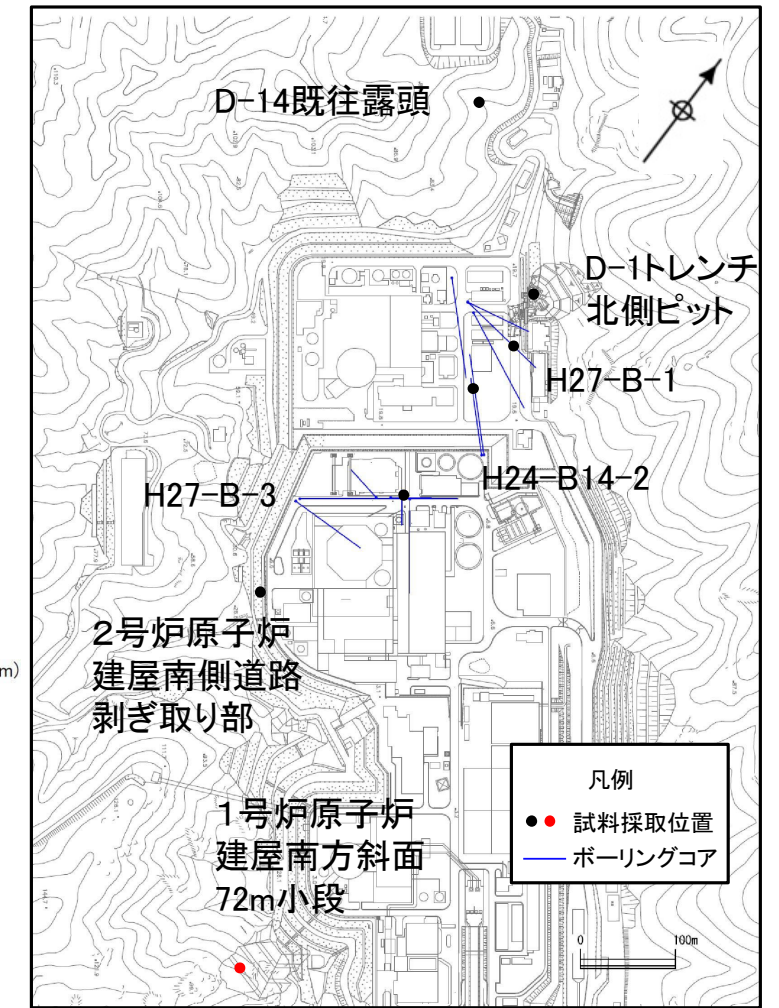 D-14既往露頭
D-1トレンチ
北側ピット
H27-B-1
H24-B14-2
H27-B-3
2号炉原子炉
建屋南側道路
剥ぎ取り部
m)
1号炉原子炉
建屋南方斜面
72m小段
凡例
試料採取位置
ボーリングコア
0 100m